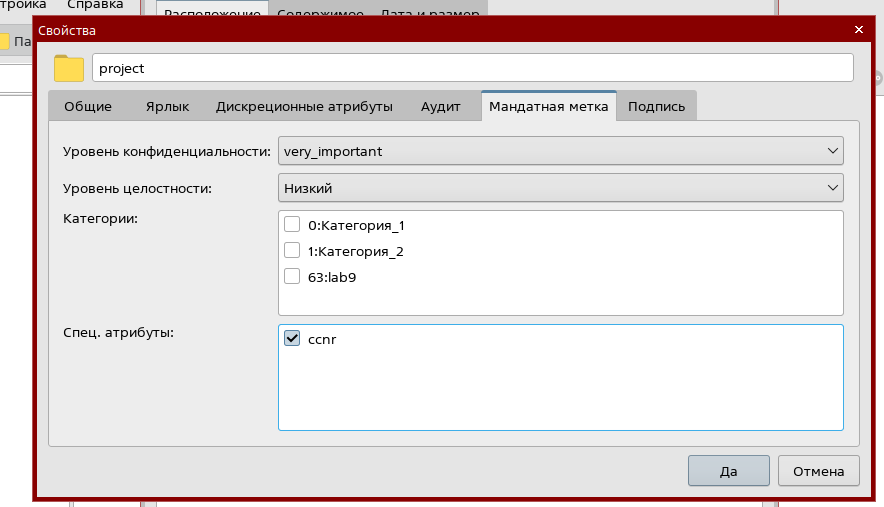 тройка Справка
Расположение Содержимое Дата и размер
Свойства
Па
project
Общие Ярлык Дискреционные атрибуты Аудит Мандатная метка Подпись
Уровень конфиденциальности: very_important
Уровень целостности: Низкий
Категории:
0:Категория_1
1:Категория_2
63:lab9
Спец. атрибуты:
ccnr
Да Отмена